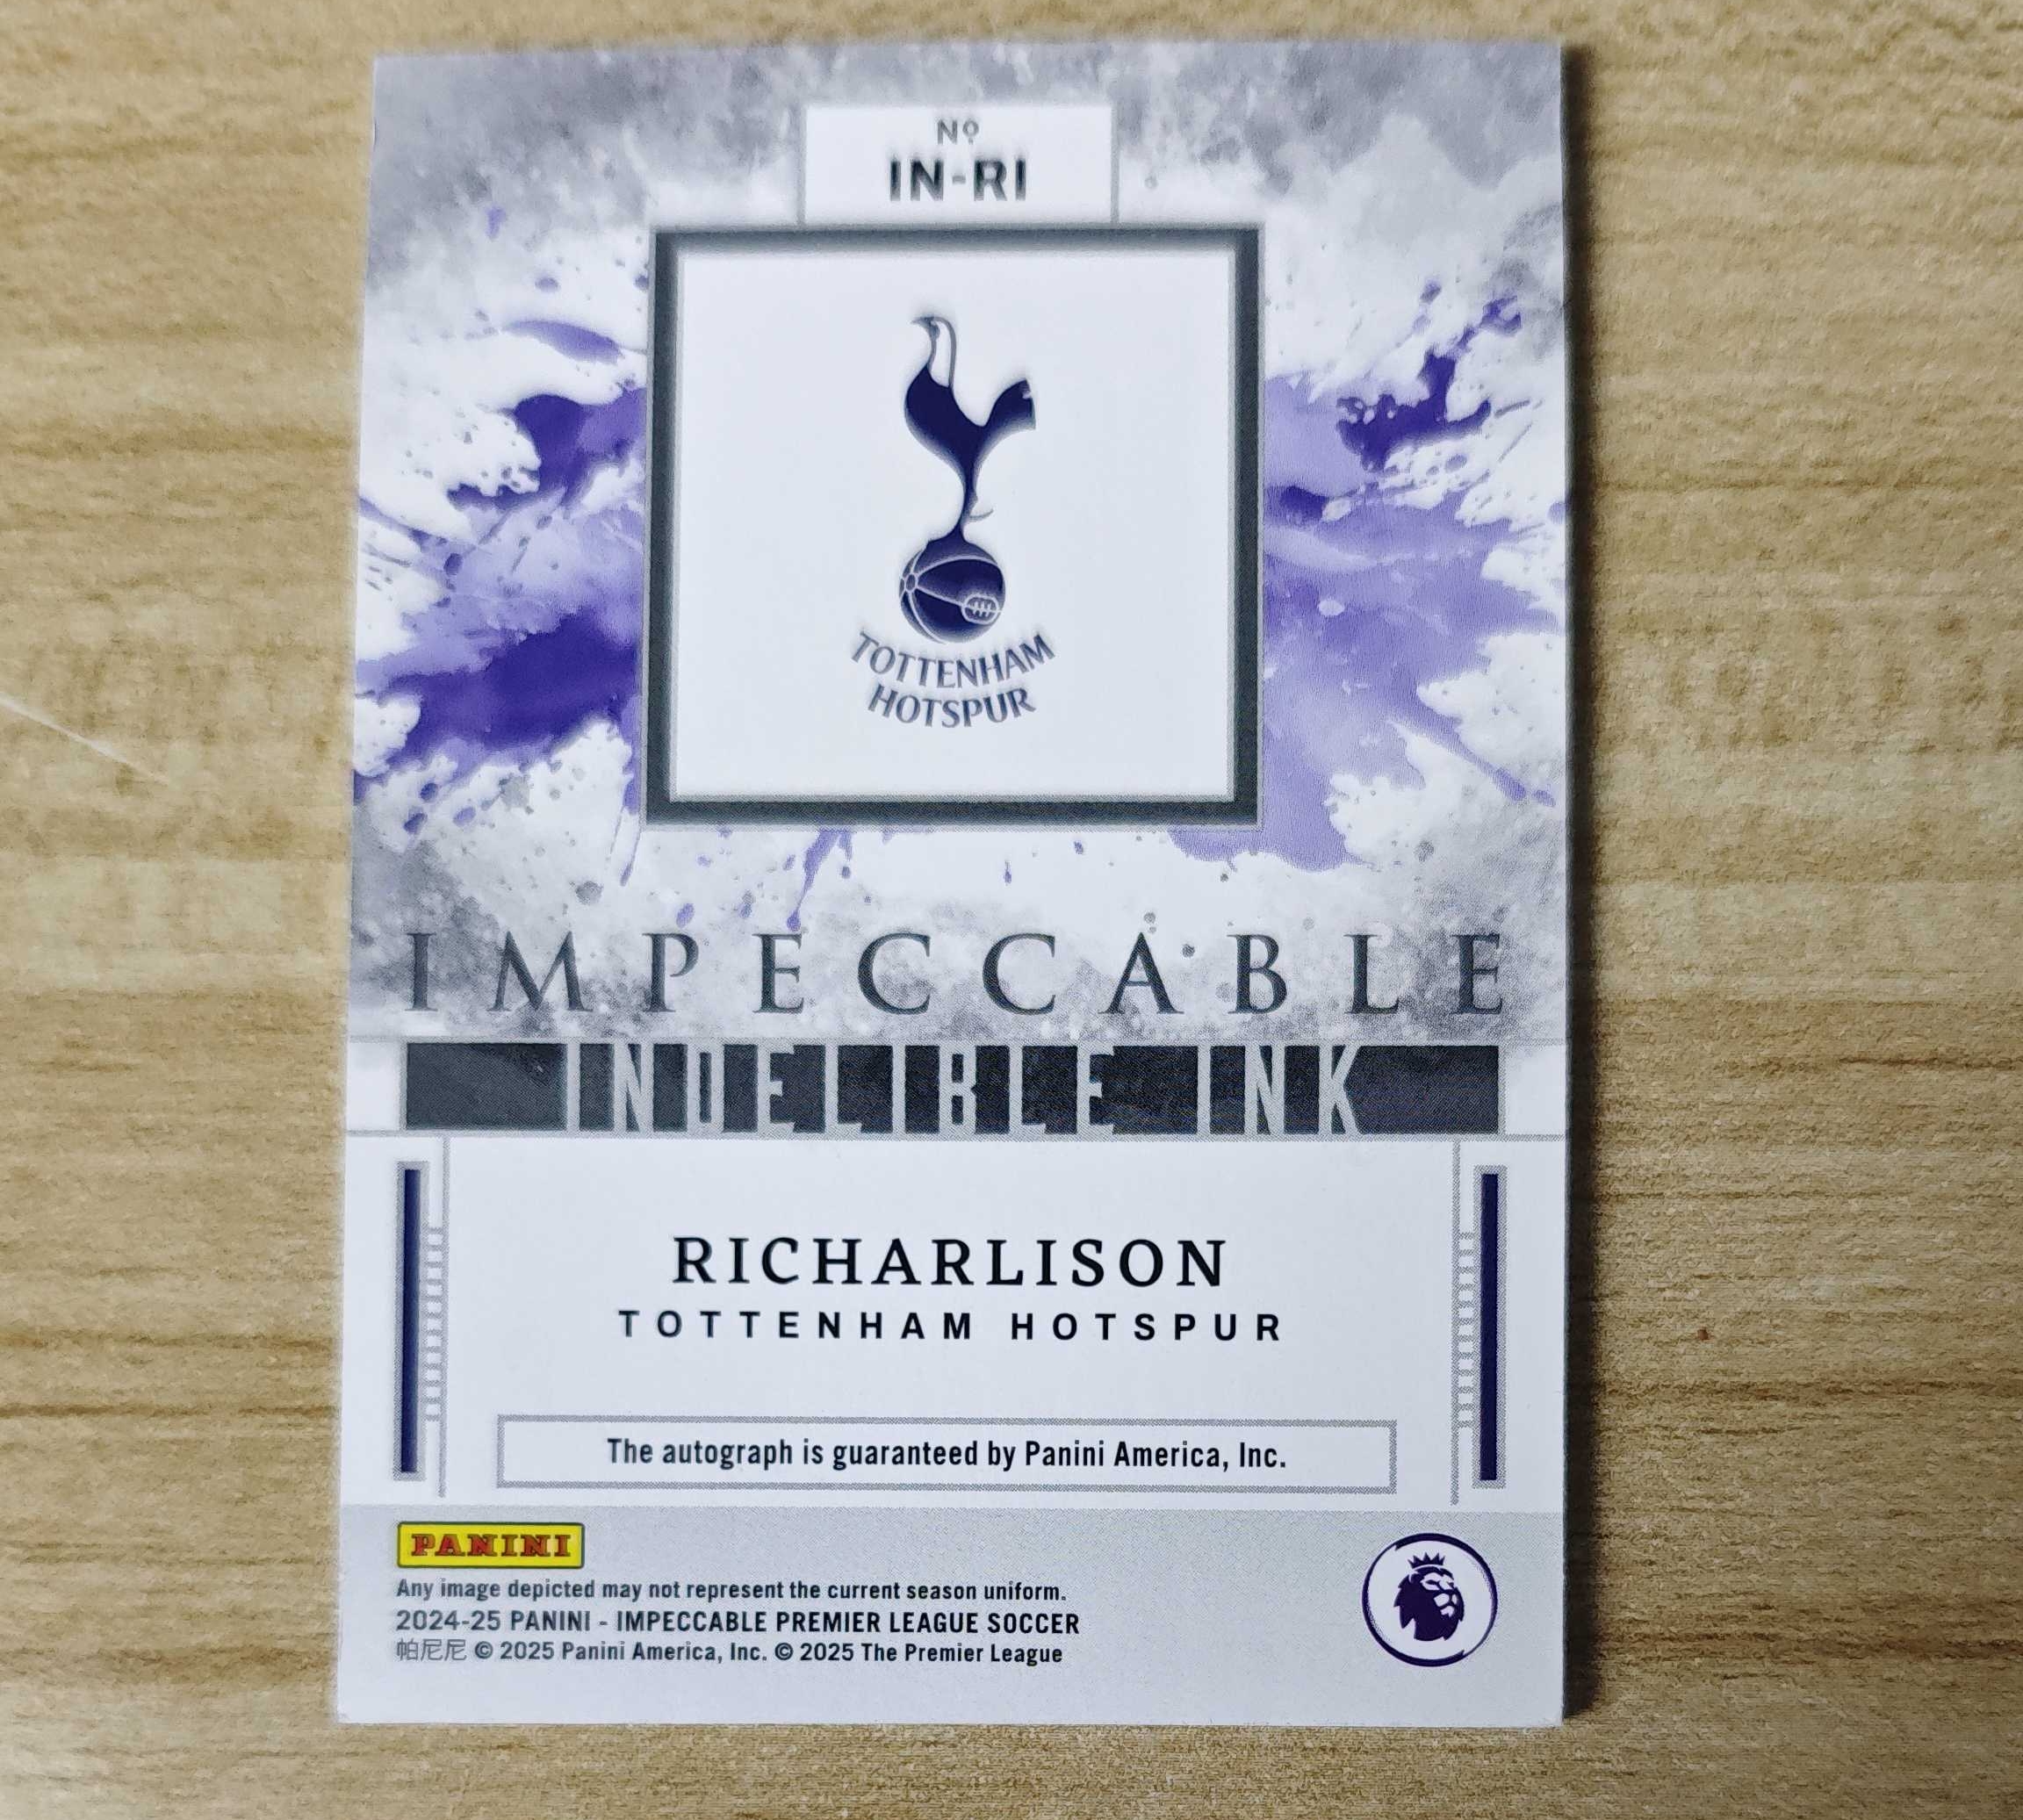 Nº
IN-RI
TOTTENHAM
HOTSPUR
IMPECCABLE
INDELIBLE INK
RICHARLISON
TOTTENHAM HOTSPUR
The autograph is guaranteed by Panini America, Inc.
PANINI
Any image depicted may not represent the current season uniform.
2024-25 PANINI - IMPECCABLE PREMIER LEAGUE SOCCER
帕尼尼 © 2025 Panini America, Inc. © 2025 The Premier League